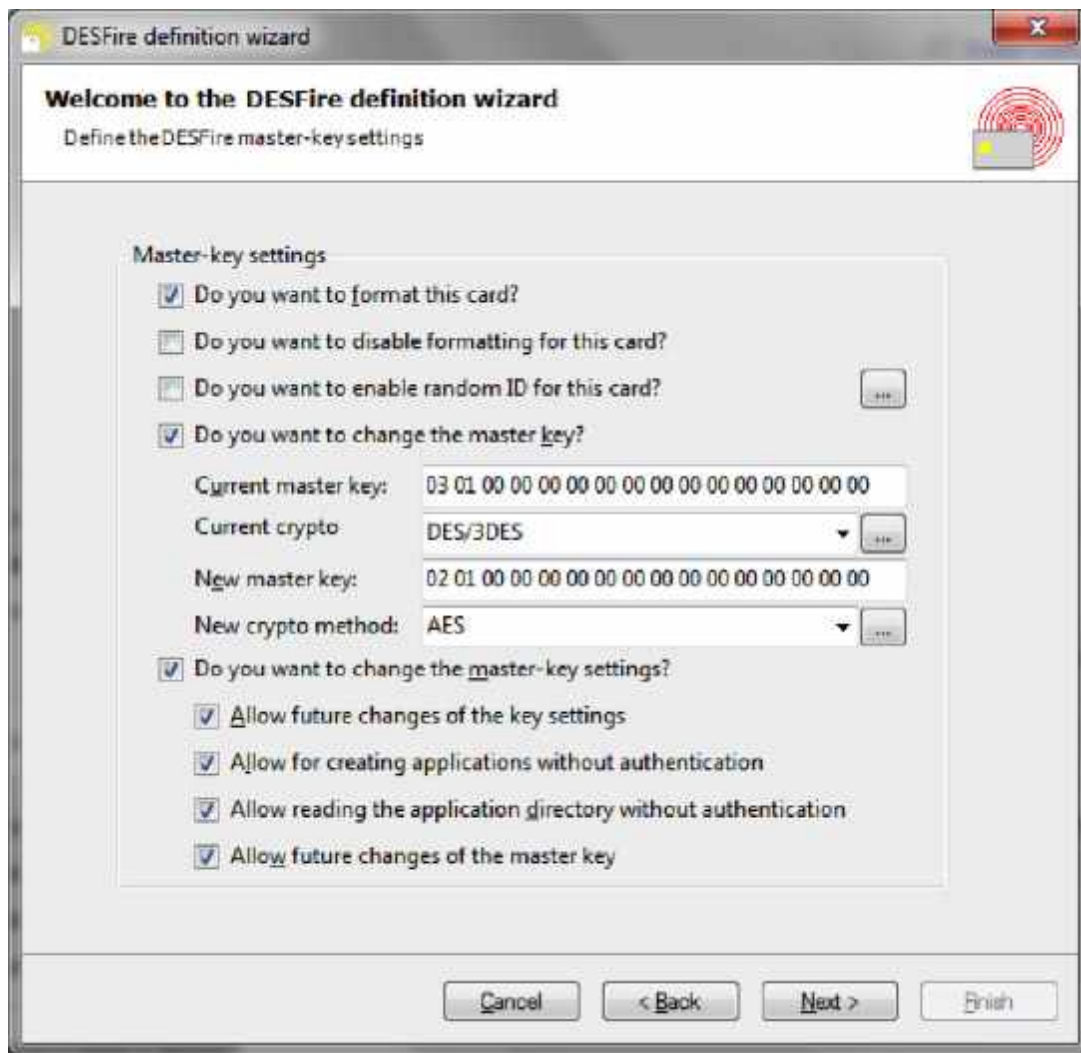 DESFire definition wizard
Welcome to the DESFire definition wizard
Define the DESFire master-key settings
Master-key settings
Do you want to format this card?
Do you want to disable formatting for this card?
Do you want to enable random ID for this card?
...
Do you want to change the master key?
Current master key: 03 01 00 00 00 00 00 00 00 00 00 00 00 00 00 00
Current crypto DES/3DES ...
New master key: 02 01 00 00 00 00 00 00 00 00 00 00 00 00 00 00
New crypto method: AES ...
Do you want to change the master-key settings?
Allow future changes of the key settings
Allow for creating applications without authentication
Allow reading the application directory without authentication
Allow future changes of the master key
Cancel < Back Next > Finish